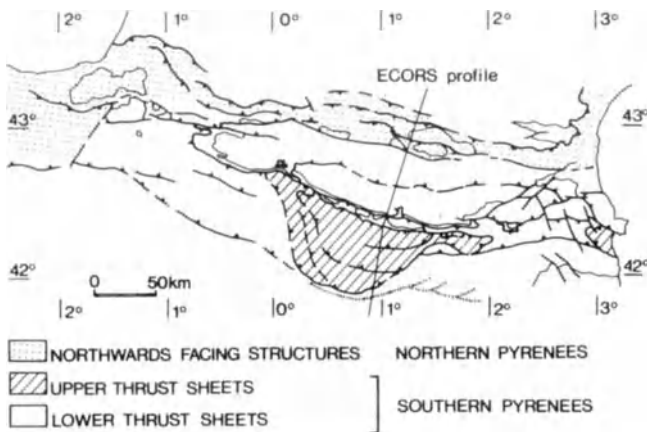 2° 1° 0° 1° 2° 3°
ECORS profile
43° 43°
42° 42°
0 50km
2° 1° 0° 1° 2° 3°
NORTHWARDS FACING STRUCTURES NORTHERN PYRENEES
UPPER THRUST SHEETS
SOUTHERN PYRENEES
LOWER THRUST SHEETS